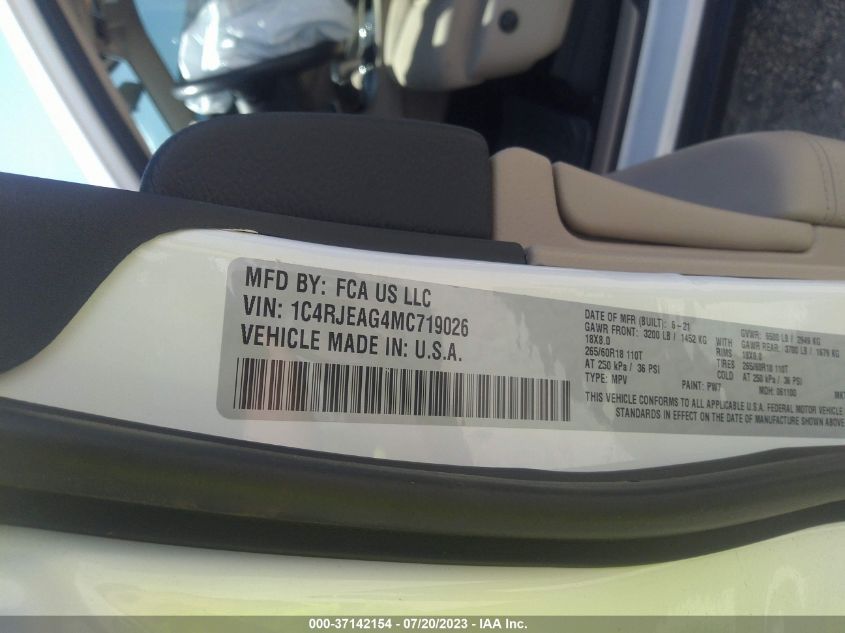 MFD BY: FCA US LLC
VIN: 1C4RJEAG4MC719026
VEHICLE MADE IN: U.S.A.
DATE OF MFR (BUILT): 6-21 GVWR: 6500 LB / 2949 KG
GAWR FRONT: 3200 LB / 1452 KG WITH GAWR REAR: 3700 LB / 1679 KG
18X8.0 RIMS 18X8.0
265/60R18 110T TIRES 265/60R18 110T
AT 250 kPa / 36 PSI COLD AT 250 kPa / 36 PSI
TYPE: MPV PAINT: PW7 MDH: 061100 MKT
THIS VEHICLE CONFORMS TO ALL APPLICABLE U.S.A. FEDERAL MOTOR VEHICLE
STANDARDS IN EFFECT ON THE DATE OF MANUFACTURE SHOWN ABOVE
000-37142154 - 07/20/2023 - IAA Inc.